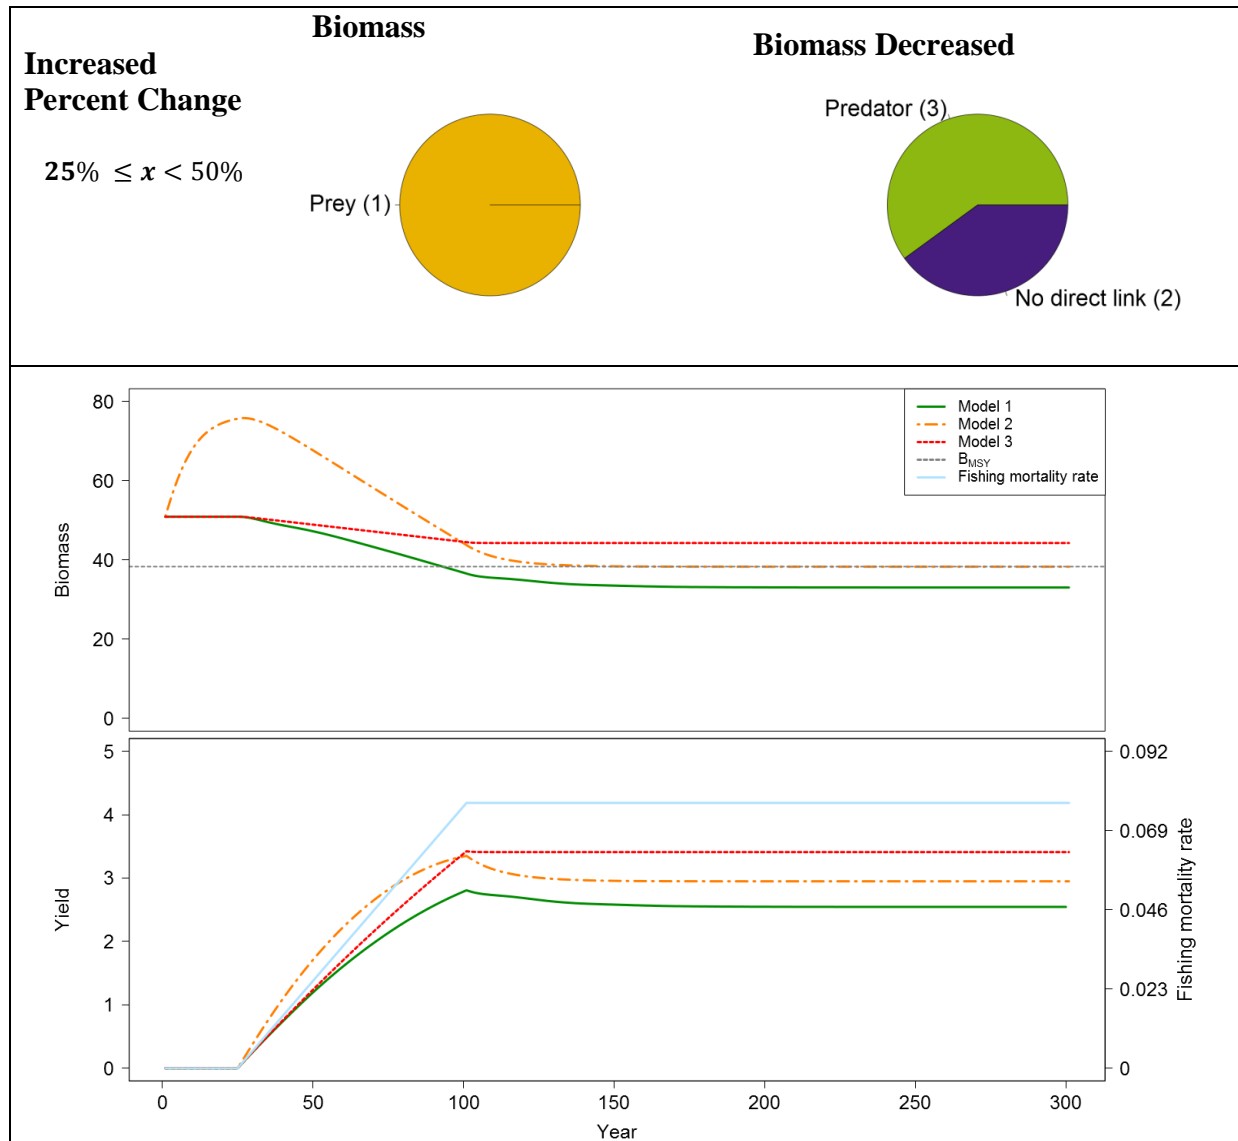 Biomass
Increased
Percent Change
Biomass Decreased
25% ≤ x < 50%
Prey (1)
Predator (3)
No direct link (2)
80
60
40
20
0
Biomass
Model 1
Model 2
Model 3
BMSY
Fishing mortality rate
5
4
3
2
1
0
Yield
0.092
0.069
0.046
0.023
0
Fishing mortality rate
0 50 100 150 200 250 300
Year